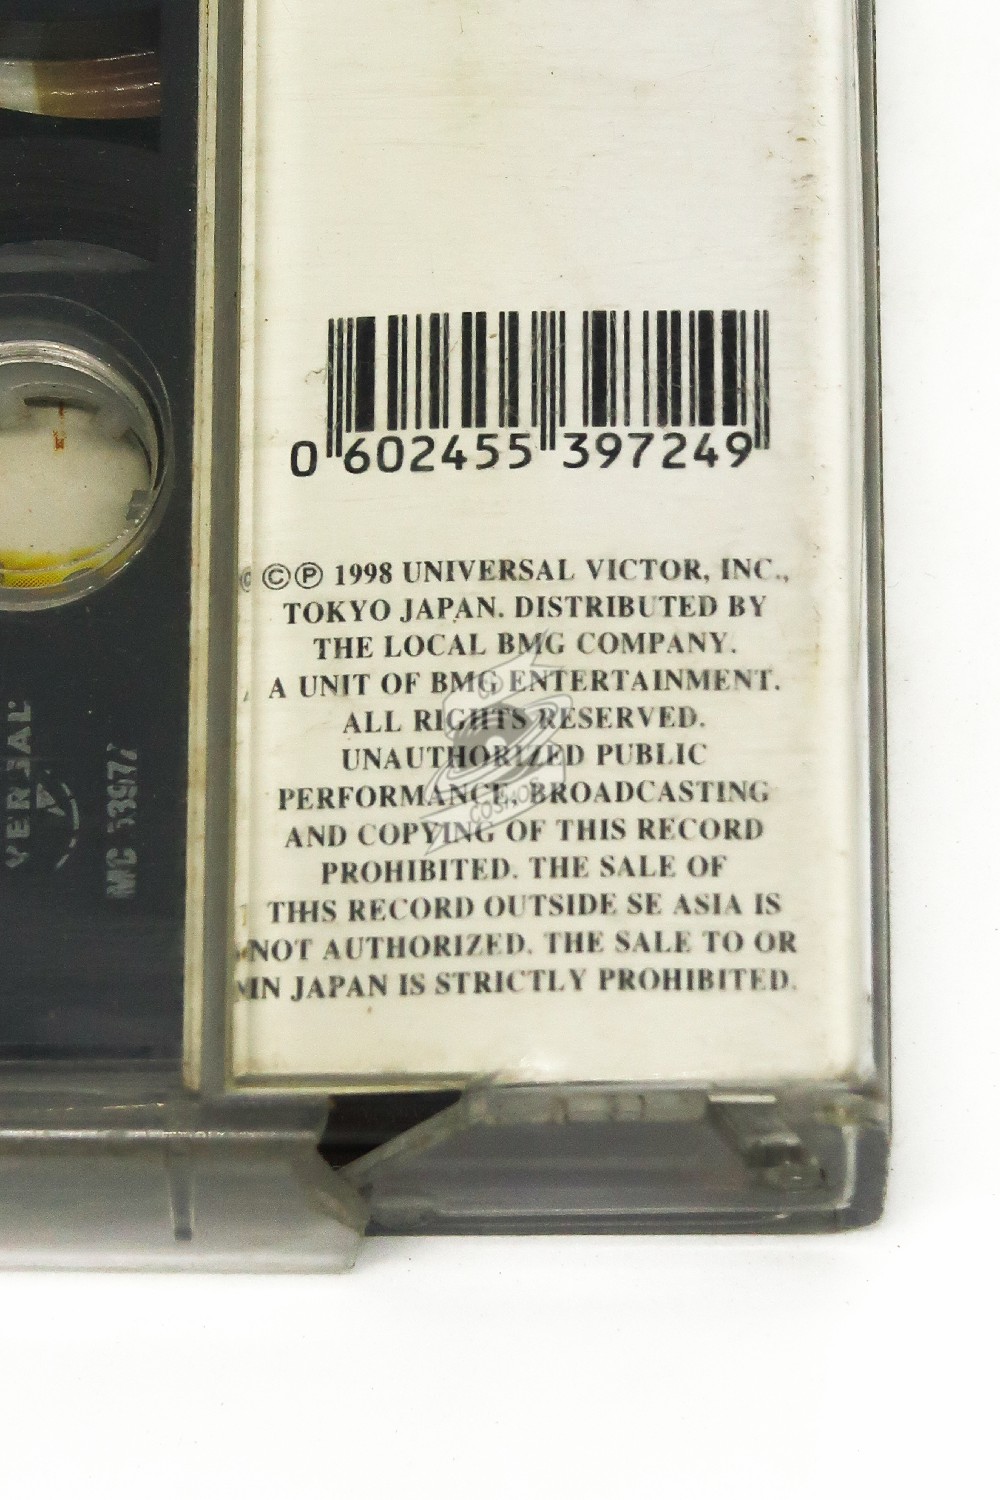 0 602455 397249
©℗ 1998 UNIVERSAL VICTOR, INC.,
TOKYO JAPAN. DISTRIBUTED BY
THE LOCAL BMG COMPANY.
A UNIT OF BMG ENTERTAINMENT.
ALL RIGHTS RESERVED.
UNAUTHORIZED PUBLIC
PERFORMANCE, BROADCASTING
AND COPYING OF THIS RECORD
PROHIBITED. THE SALE OF
THIS RECORD OUTSIDE SE ASIA IS
NOT AUTHORIZED. THE SALE TO OR
IN JAPAN IS STRICTLY PROHIBITED.
VERSAL
COSMOS